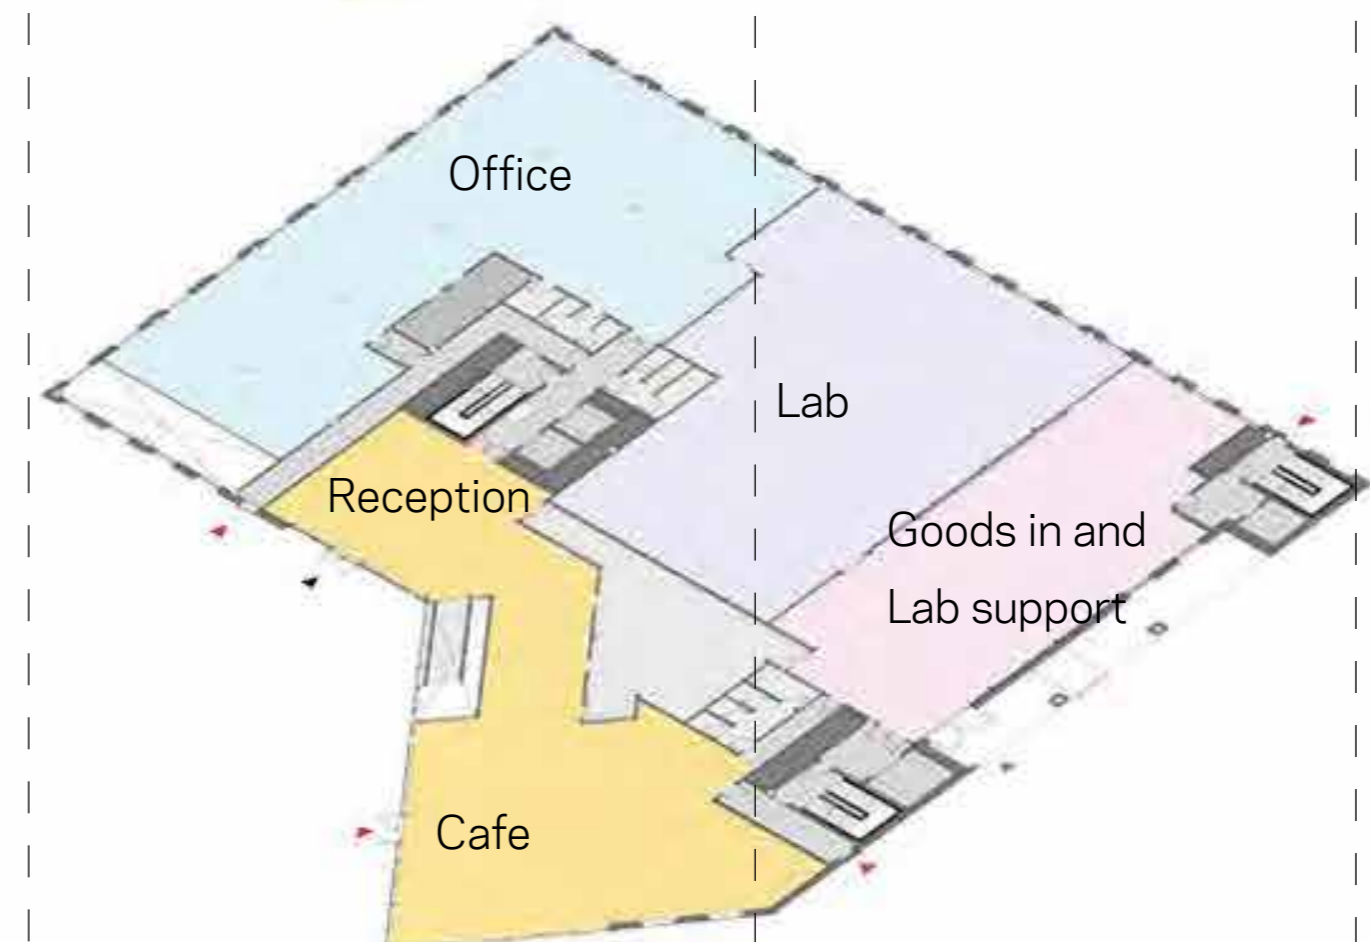 Office
Lab
Reception
Goods in and
Lab support
Cafe